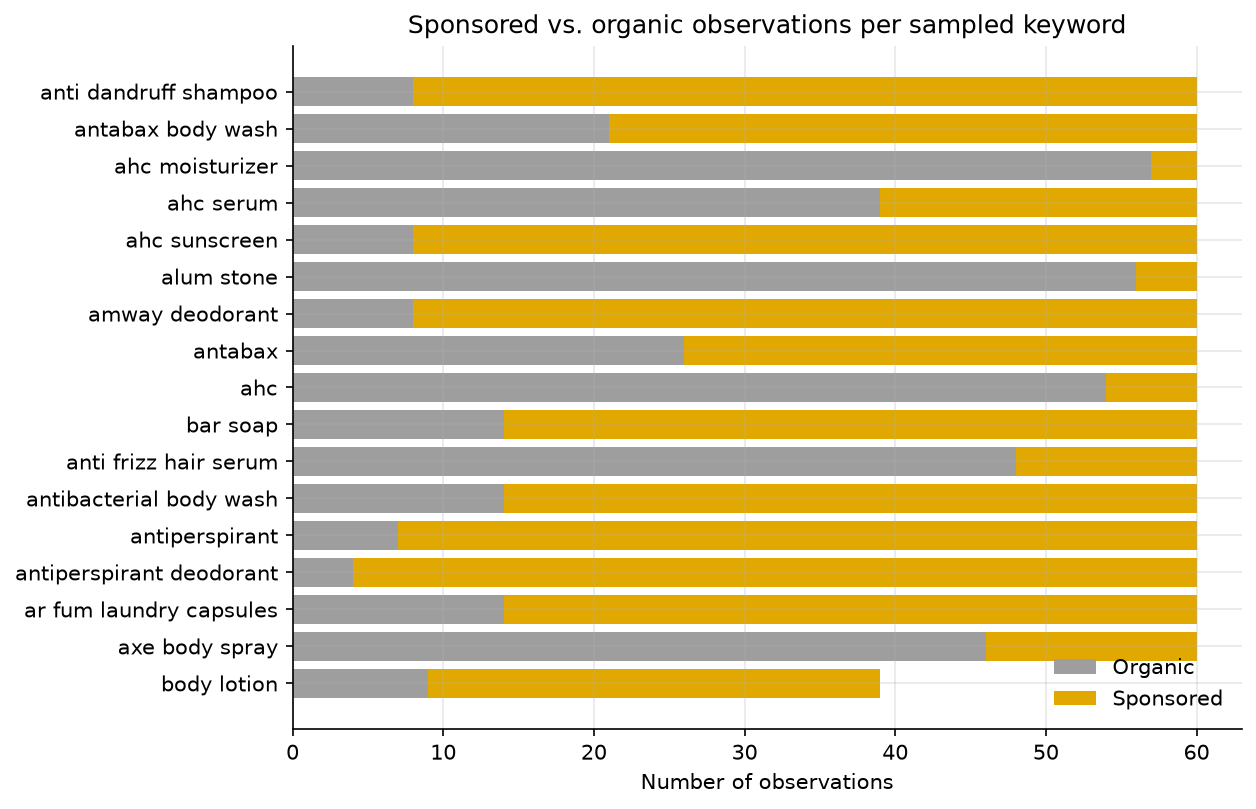 Sponsored vs. organic observations per sampled keyword
anti dandruff shampoo
antabax body wash
ahc moisturizer
ahc serum
ahc sunscreen
alum stone
amway deodorant
antabax
ahc
bar soap
anti frizz hair serum
antibacterial body wash
antiperspirant
antiperspirant deodorant
ar fum laundry capsules
axe body spray
body lotion
Organic
Sponsored
0 10 20 30 40 50 60
Number of observations